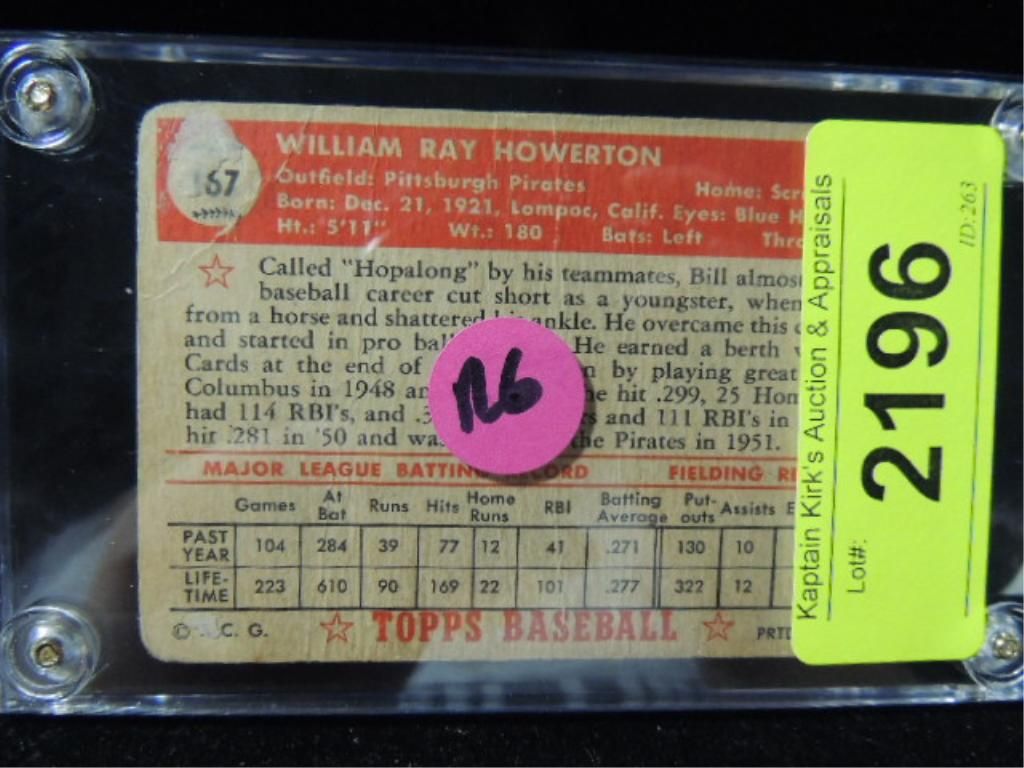 WILLIAM RAY HOWERTON
67
Outfield: Pittsburgh Pirates Home:
Born: Dec. 21, 1921, Lompoc, Calif. Eyes: Blue
Ht.: 5'11" Wt.: 180 Bats: Left
Called "Hopalong" by his teammates, Bill
baseball career cut short as a youngster, when
from a horse and shattered ankle. He overcame this
and started in pro He earned a berth
Cards at the end of by playing great
Columbus in 1948 hit .299, 25
had 114 RBI's, and and 111 RBI's in
hit .281 in '50 and the Pirates in 1951.
MAJOR LEAGUE FIELDING
Games At Bat Runs Hits Home Runs RBI Batting Average Put-outs Assists
PAST YEAR 104 284 39 77 12 41 .271 130 10
LIFE-TIME 223 610 90 169 22 101 .277 322 12
© C. G. TOPPS BASEBALL
Kaptain Kirk's Auction & Appraisals
Lot#: 2196
ID:263